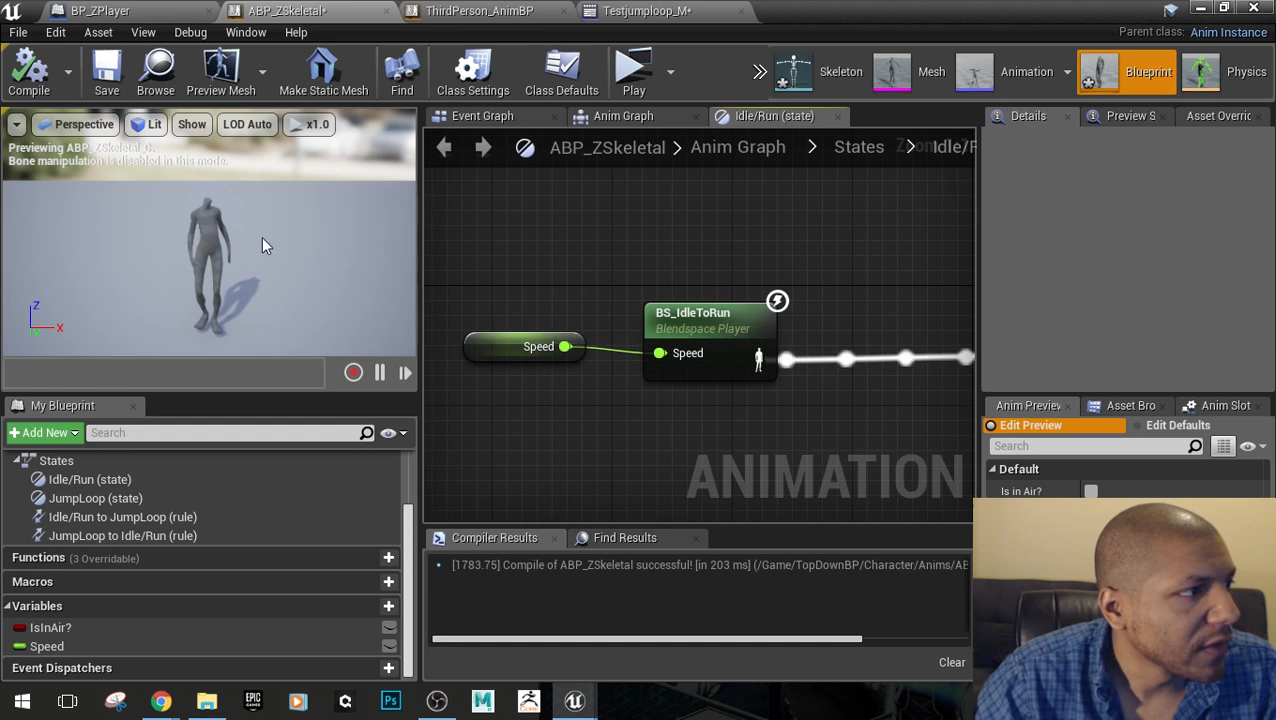 BP_ZPlayer
ABP_ZSkeletal*
ThirdPerson_AnimBP
Testjumploop_M*
File Edit Asset View Debug Window Help
Parent class: Anim Instance
Compile
Save
Browse
Preview Mesh
Make Static Mesh
Find
Class Settings
Class Defaults
Play
Skeleton
Mesh
Animation
Blueprint
Physics
Perspective
Lit
Show
LOD Auto
x1.0
Previewing ABP_ZSkeletal_C.
Bone manipulation is disabled in this mode.
Z
X
Event Graph
Anim Graph
Idle/Run (state)
ABP_ZSkeletal > Anim Graph > States > Idle/R
Speed
BS_IdleToRun
Blendspace Player
Speed
ANIMATION
Details
Preview S
Asset Overric
My Blueprint
+ Add New
Search
States
Idle/Run (state)
JumpLoop (state)
Idle/Run to JumpLoop (rule)
JumpLoop to Idle/Run (rule)
Functions (3 Overridable)
Macros
Variables
IsInAir?
Speed
Event Dispatchers
Compiler Results
Find Results
[1783.75] Compile of ABP_ZSkeletal successful! [in 203 ms] (/Game/TopDownBP/Character/Anims/AB
Clear
Anim Preview
Asset Bro
Anim Slot
Edit Preview
Edit Defaults
Search
Default
Is in Air?
EPIC
GAMES
Ps
M